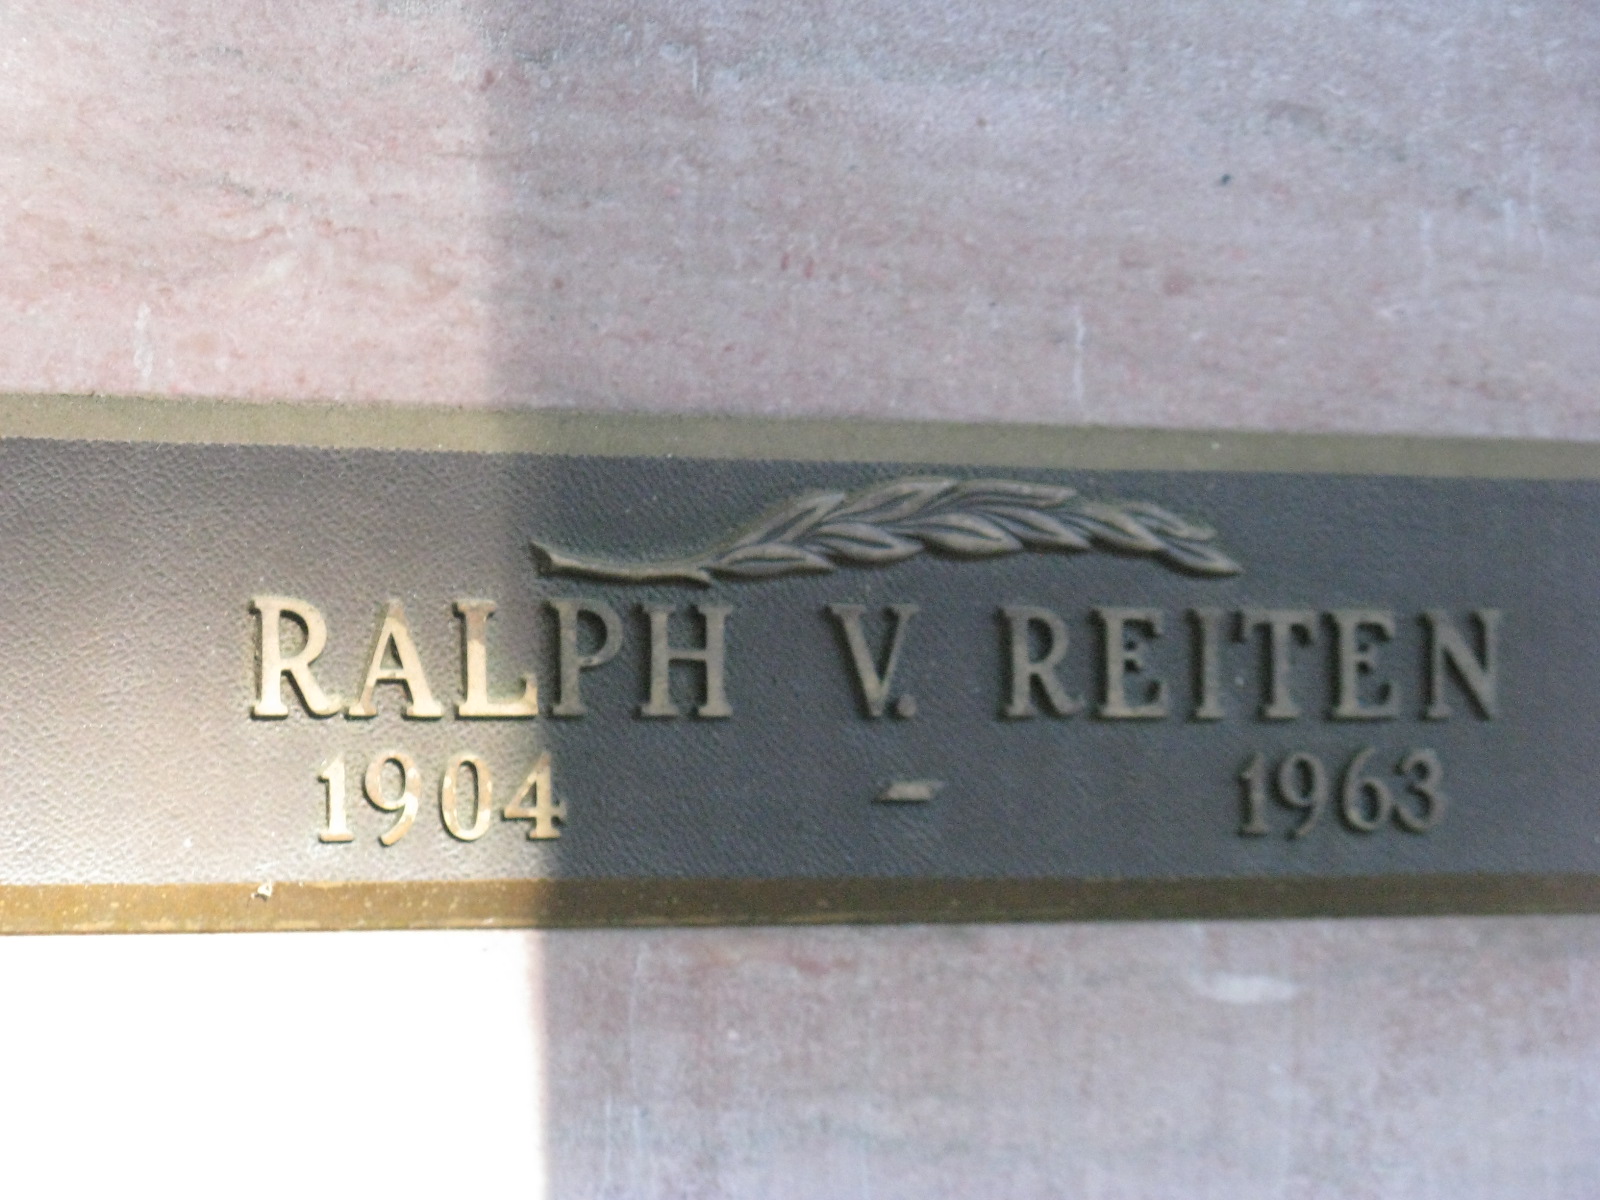 RALPH V. REITEN
1904 - 1963